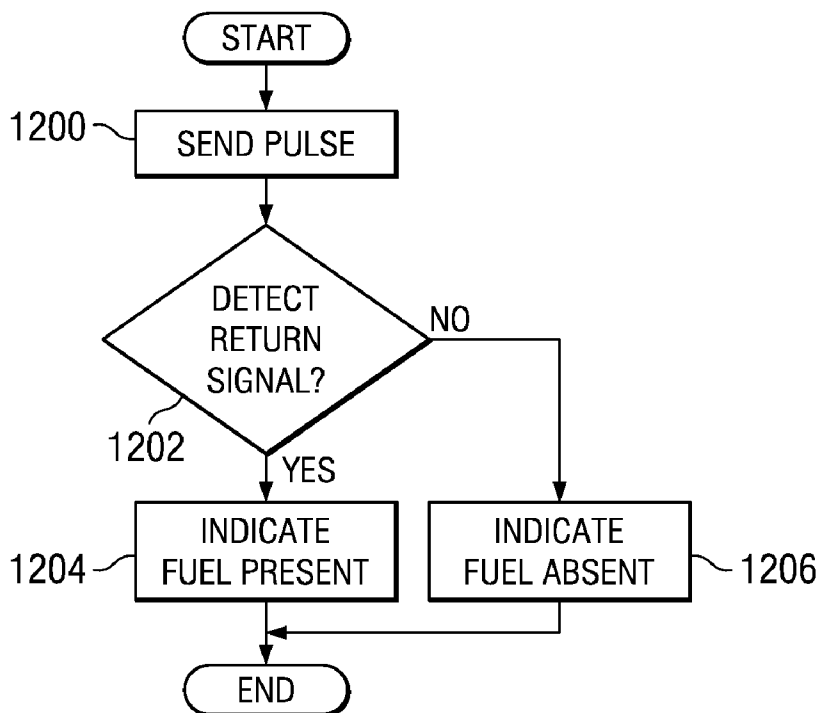 START
1200
SEND PULSE
DETECT
RETURN
SIGNAL?
NO
1202
YES
INDICATE
FUEL PRESENT
1204
INDICATE
FUEL ABSENT
1206
END